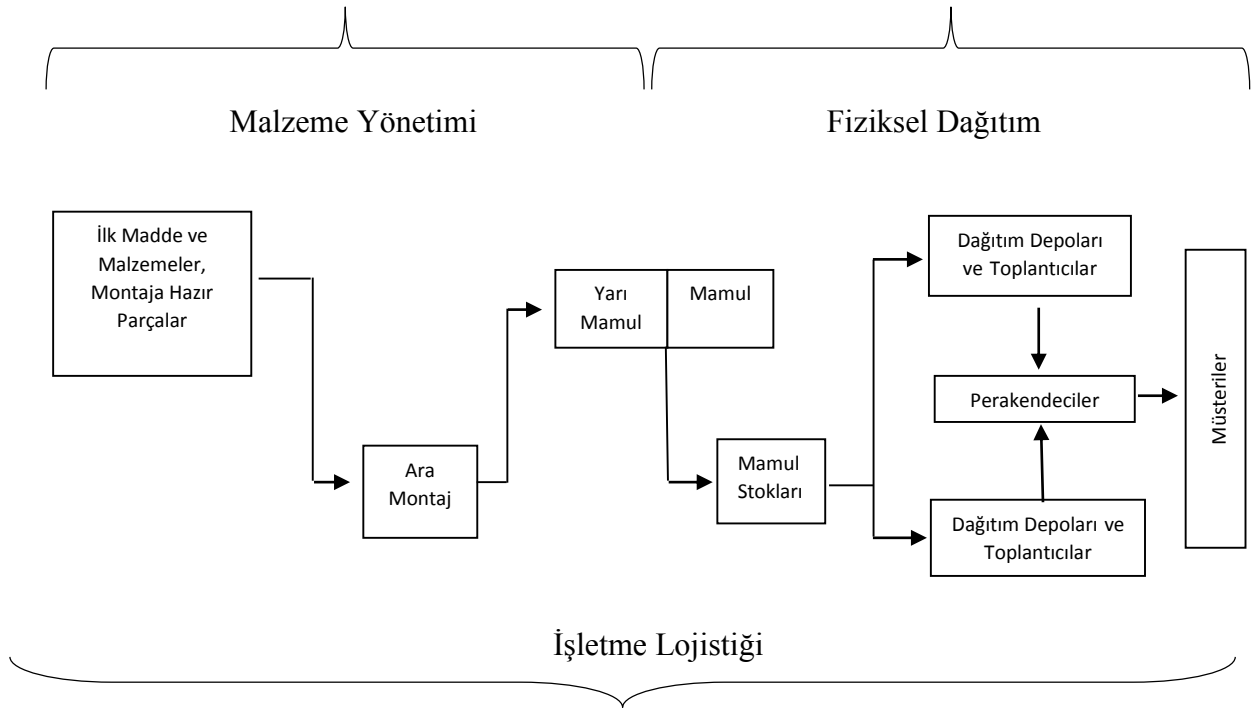 Malzeme Yönetimi
Fiziksel Dağıtım
İlk Madde ve
Malzemeler,
Montaja Hazır
Parçalar
Ara
Montaj
Yarı
Mamul
Mamul
Mamul
Stokları
Dağıtım Depoları
ve Toplantıcılar
Perakendeciler
Dağıtım Depoları ve
Toplantıcılar
Müsteriler
İşletme Lojistiği